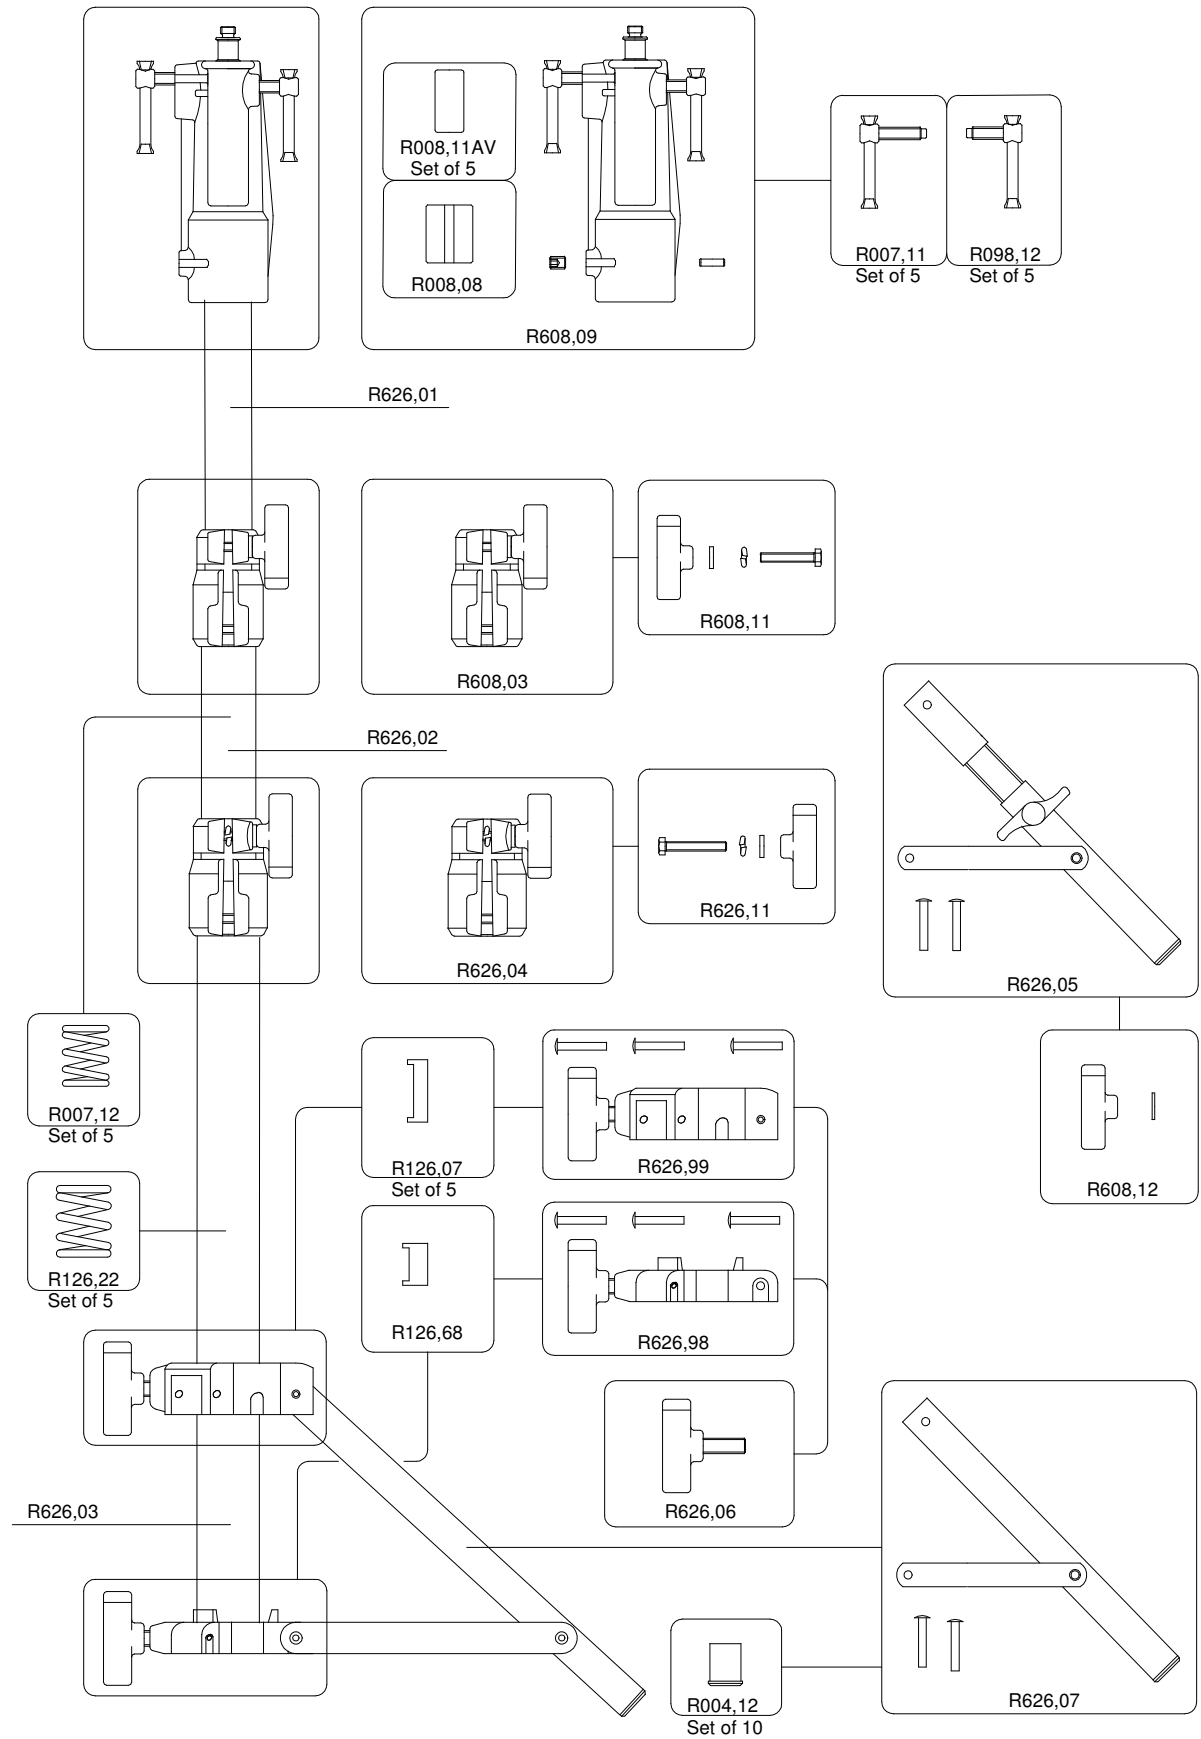 R008,11AV
Set of 5
R008,08
R608,09
R007,11
Set of 5
R098,12
Set of 5
R626,01
R608,11
R608,03
R626,02
R626,11
R626,04
R626,05
R007,12
Set of 5
R126,07
Set of 5
R626,99
R608,12
R126,22
Set of 5
R126,68
R626,98
R626,03
R626,06
R004,12
Set of 10
R626,07